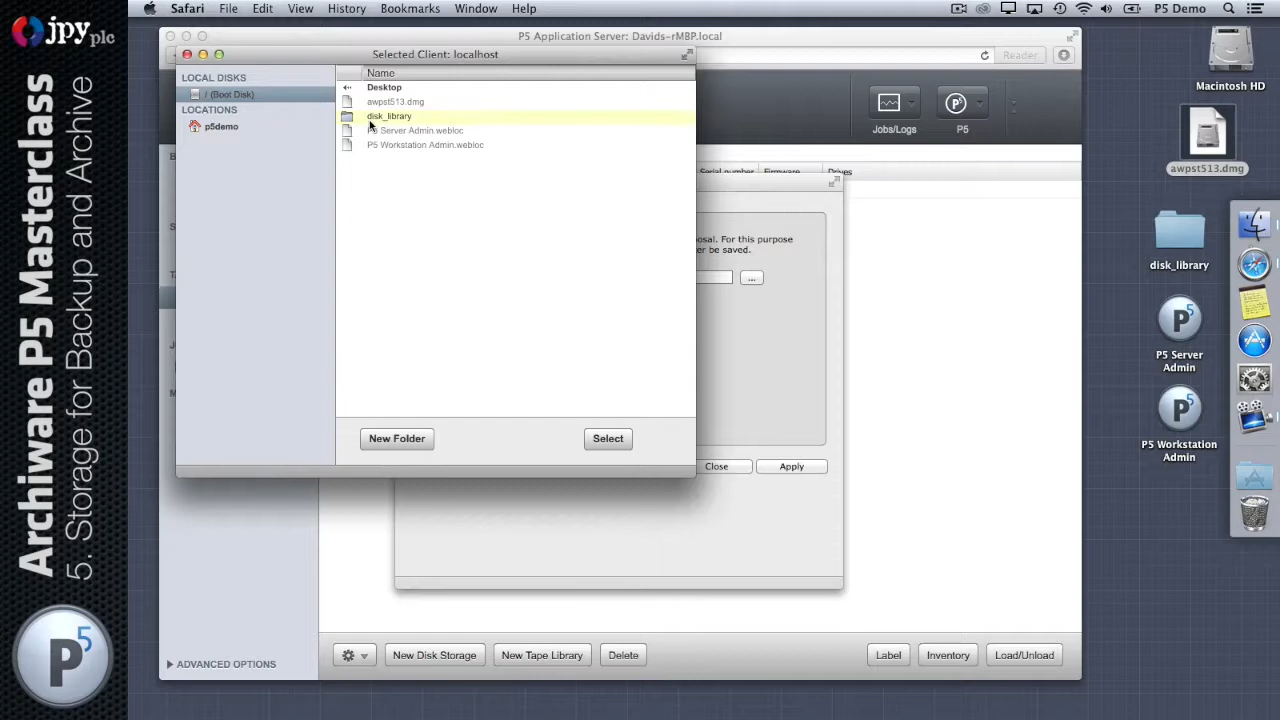 Safari File Edit View History Bookmarks Window Help P5 Demo
jpy plc
Archiware P5 Masterclass
5. Storage for Backup and Archive
P5
P5 Application Server: Davids-rMBP.local
Reader
Selected Client: localhost
LOCAL DISKS
/ (Boot Disk)
LOCATIONS
p5demo
Name
Desktop
awpst513.dmg
disk_library
P5 Server Admin.webloc
P5 Workstation Admin.webloc
New Folder
Select
Jobs/Logs
P5
Serial number Firmware Drives
osal. For this purpose
er be saved.
...
Close
Apply
ADVANCED OPTIONS
New Disk Storage
New Tape Library
Delete
Label
Inventory
Load/Unload
Macintosh HD
awpst513.dmg
disk_library
P5
P5 Server
Admin
P5
P5 Workstation
Admin